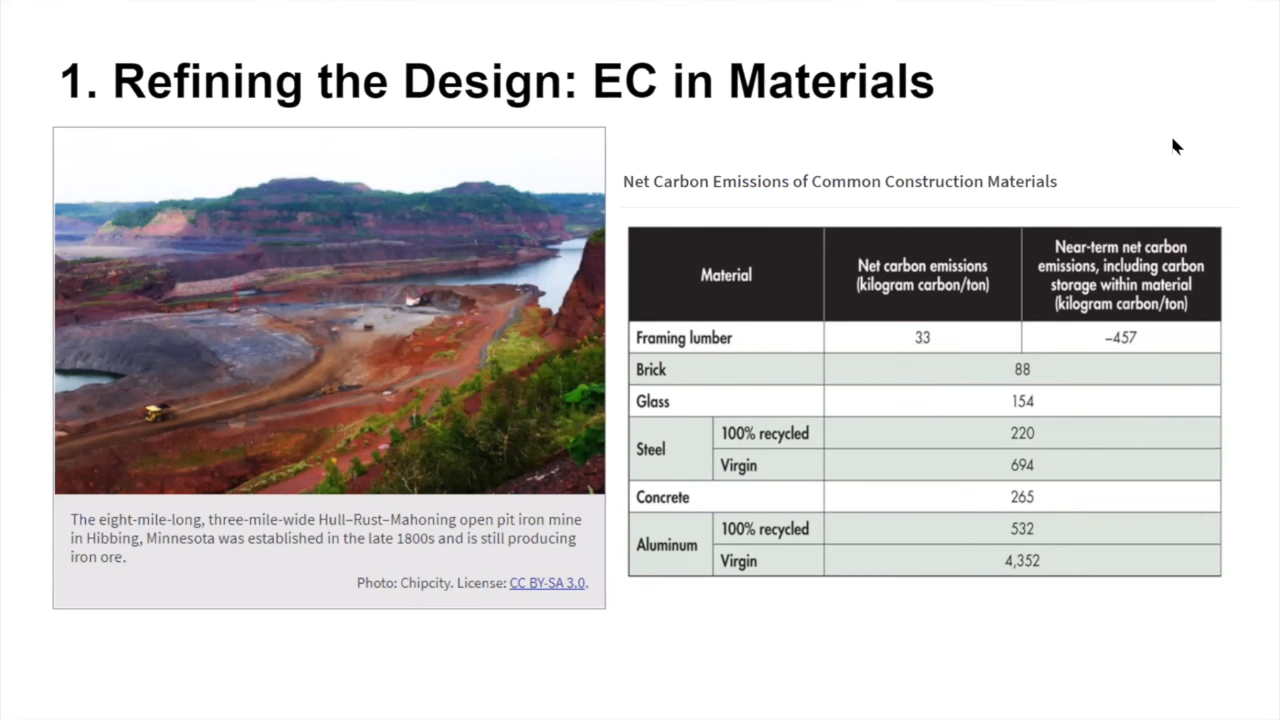 1. Refining the Design: EC in Materials
The eight-mile-long, three-mile-wide Hull–Rust–Mahoning open pit iron mine
in Hibbing, Minnesota was established in the late 1800s and is still producing
iron ore.
Photo: Chipcity. License: CC BY-SA 3.0.
Net Carbon Emissions of Common Construction Materials
Material
Net carbon emissions
(kilogram carbon/ton)
Near-term net carbon
emissions, including carbon
storage within material
(kilogram carbon/ton)
Framing lumber 33 –457
Brick 88
Glass 154
Steel
100% recycled 220
Virgin 694
Concrete 265
Aluminum
100% recycled 532
Virgin 4,352